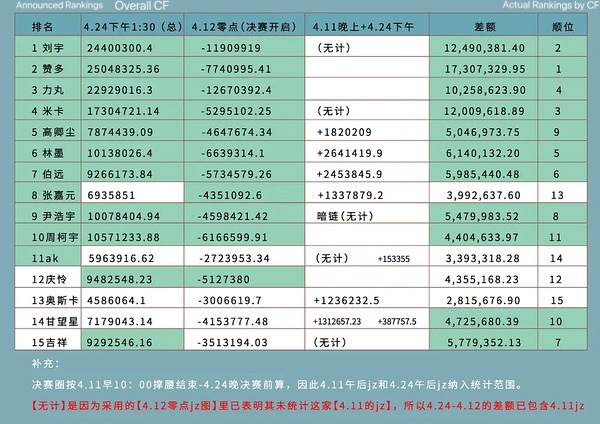 Announced Rankings Overall CF Actual Rankings by CF
排名 4.24下午1:30（总） 4.12零点（决赛开启） 4.11晚上+4.24下午 差额 顺位
1 刘宇 24400300.4 -11909919 （无计） 12,490,381.40 2
2 赞多 25048325.36 -7740995.41 17,307,329.95 1
3 力丸 22929016.3 -12670392.4 10,258,623.90 4
4 米卡 17304721.14 -5295102.25 （无计） 12,009,618.89 3
5 高卿尘 7874439.09 -4647674.34 +1820209 5,046,973.75 9
6 林墨 10138026.4 -6639314.1 +2641419.9 6,140,132.20 5
7 伯远 9266173.84 -5734579.26 +2453845.9 5,985,440.48 6
8 张嘉元 6935851 -4351092.6 +1337879.2 3,992,637.60 13
9 尹浩宇 10078404.94 -4598421.42 暗链(无计) 5,479,983.52 8
10周柯宇 10571233.88 -6166599.91 4,404,633.97 11
11ak 5963916.62 -2723953.34 （无计） +153355 3,393,318.28 14
12庆怜 9482548.23 -5127380 4,355,168.23 12
13奥斯卡 4586064.1 -3006619.7 +1236232.5 2,815,676.90 15
14甘望星 7179043.14 -4153777.48 +1312657.23 +387757.5 4,725,680.39 10
15吉祥 9292546.16 -3513194.03 （无计） 5,779,352.13 7
补充：
决赛圈按4.11早10：00撑腰结束-4.24晚决赛前算，因此4.11午后jz和4.24午后jz纳入统计范围。
【无计】是因为采用的【4.12零点jz图】里已表明其未统计这家【4.11的jz】，所以4.24-4.12的差额已包含4.11jz